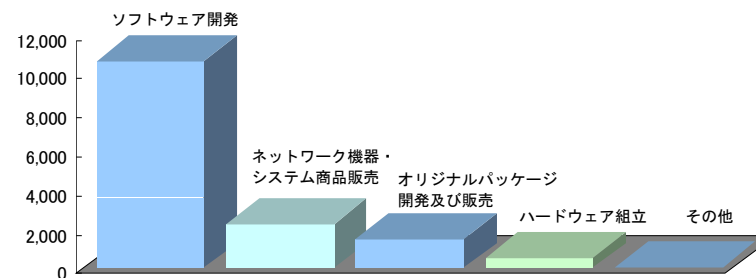 ソフトウェア開発
12,000
10,000
8,000
6,000
4,000
2,000
0
ネットワーク機器・
システム商品販売
オリジナルパッケージ
開発及び販売
ハードウェア組立
その他